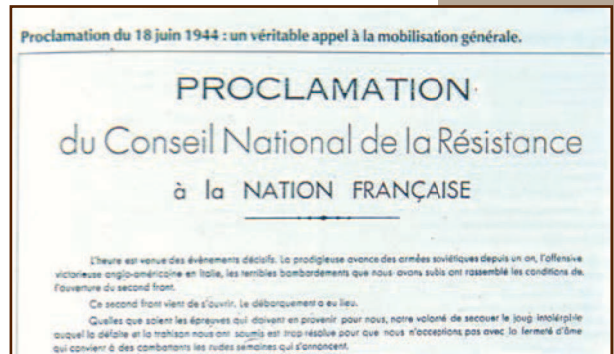 Proclamation du 18 juin 1944 : un véritable appel à la mobilisation générale.
PROCLAMATION
du Conseil National de la Résistance
à la NATION FRANÇAISE
L'heure est venue des évènements décisifs. La prodigieuse avance des armées soviétiques depuis un an, l'offensive
victorieuse anglo-américaine en Italie, les terribles bombardements que nous avons subis ont rassemblé les conditions de
l'ouverture du second front.
Ce second front vient de s'ouvrir. Le débarquement a eu lieu.
Quelles que soient les épreuves qui doivent en provenir pour nous, notre volonté de secouer le joug intolérable
auquel la défaite et la trahison nous ont soumis est trop résolue pour que nous n'acceptions pas avec la fermeté d'âme
qui convient à des combattants les rudes semaines qui s'annoncent.